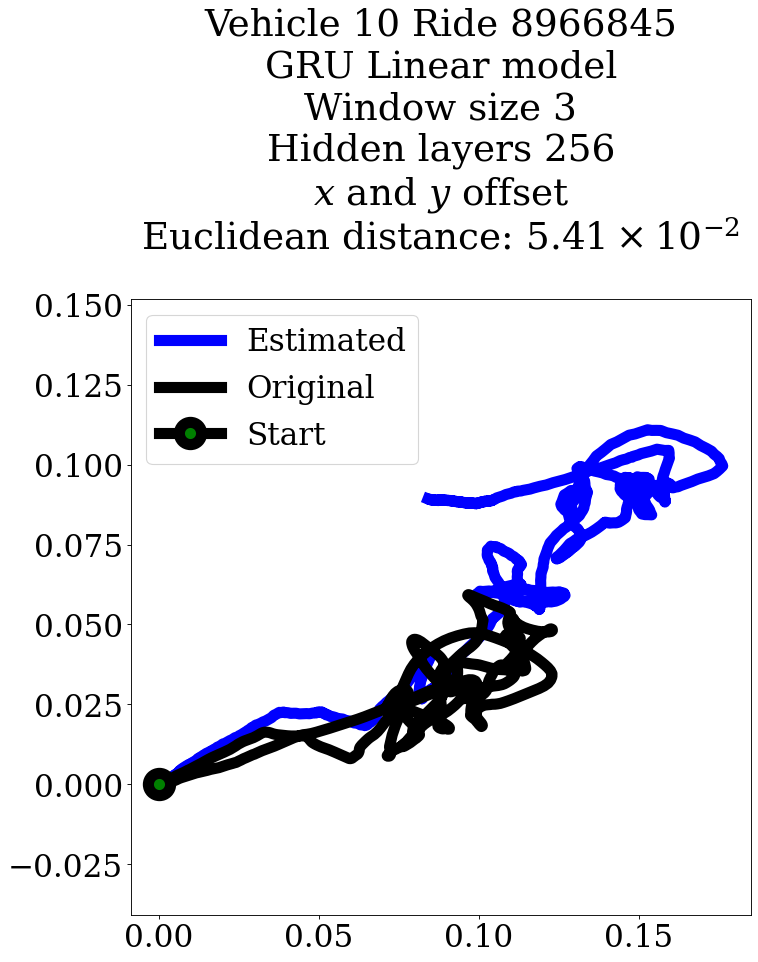 Vehicle 10 Ride 8966845
GRU Linear model
Window size 3
Hidden layers 256
x and y offset
Euclidean distance: 5.41 × 10⁻²
0.150
0.125
0.100
0.075
0.050
0.025
0.000
−0.025
Estimated
Original
Start
0.00 0.05 0.10 0.15